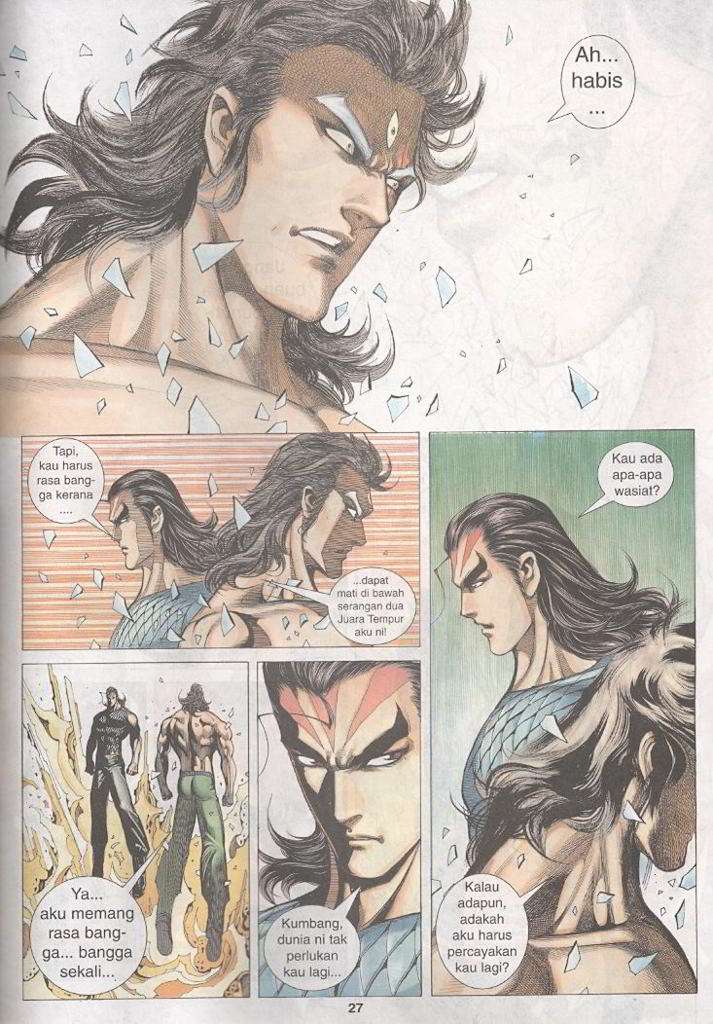 Ah...
habis
...
Tapi,
kau harus
rasa bang-
ga kerana
....
...dapat
mati di bawah
serangan dua
Juara Tempur
aku ni!
Kau ada
apa-apa
wasiat?
Ya...
aku memang
rasa bang-
ga... bangga
sekali...
Kumbang,
dunia ni tak
perlukan
kau lagi...
Kalau
adapun,
adakah
aku harus
percayakan
kau lagi?
27